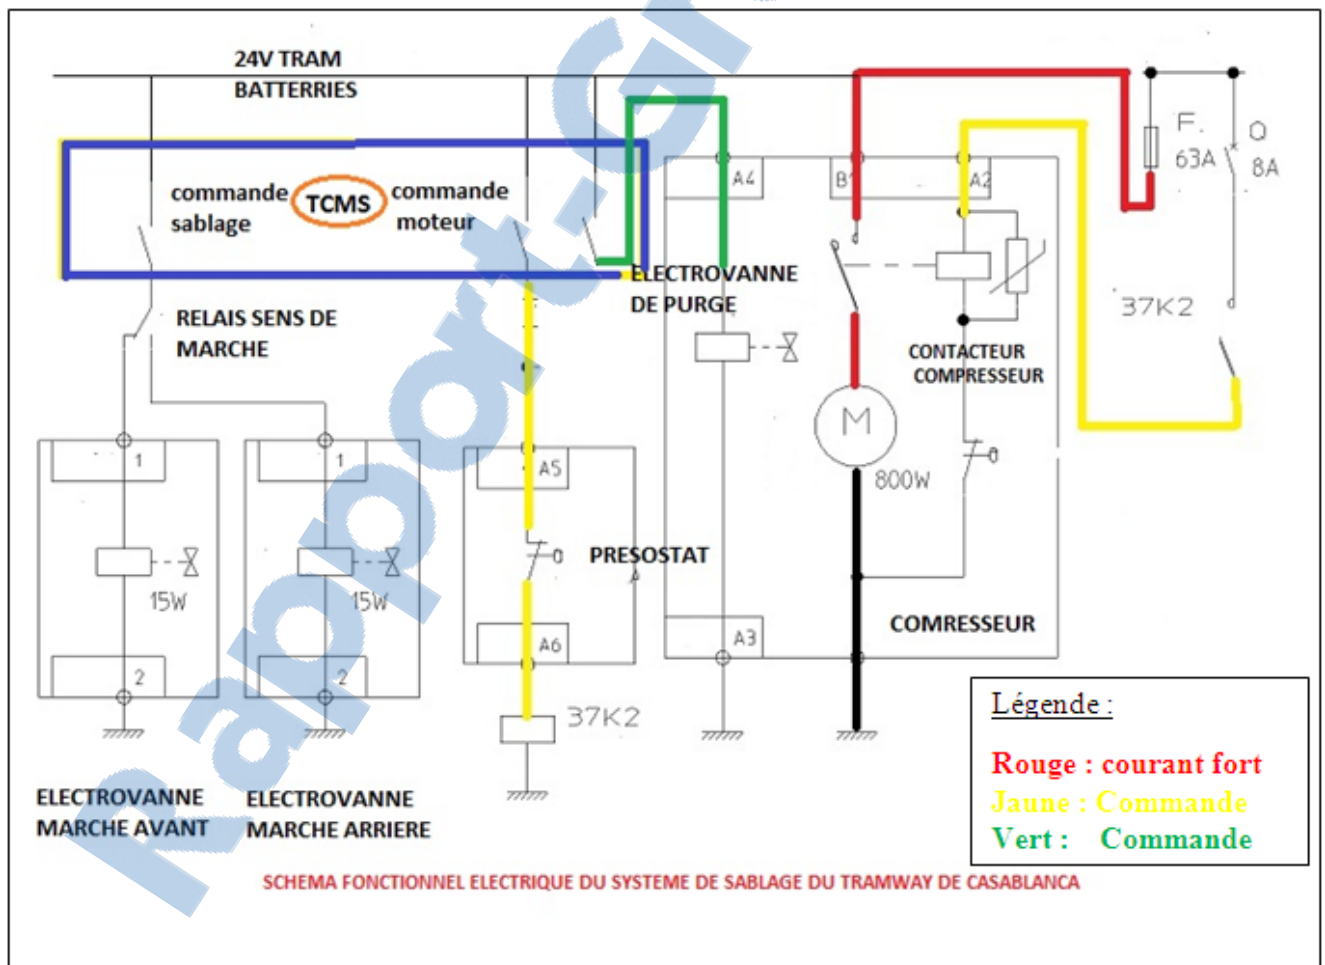 24V TRAM
BATTERRIES
commande
sablage
TCMS
commande
moteur
A4
B1
A2
F.
63A
Q
8A
ELECTROVANNE
DE PURGE
RELAIS SENS DE
MARCHE
37K2
CONTACTEUR
COMPRESSEUR
M
800W
1
1
A5
PRESOSTAT
15W
15W
COMRESSEUR
A6
A3
2
2
37K2
ELECTROVANNE
MARCHE AVANT
ELECTROVANNE
MARCHE ARRIERE
Légende :
Rouge : courant fort
Jaune : Commande
Vert : Commande
SCHEMA FONCTIONNEL ELECTRIQUE DU SYSTEME DE SABLAGE DU TRAMWAY DE CASABLANCA